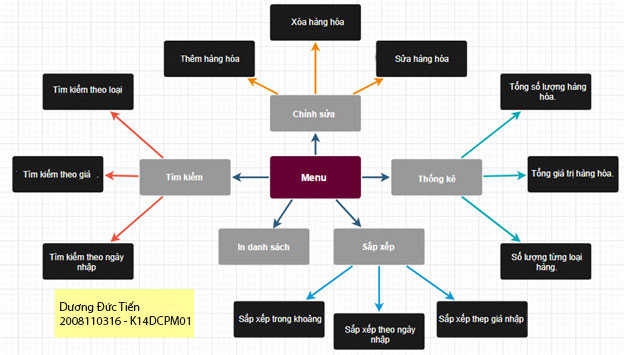 Xóa hàng hóa
Thêm hàng hóa
Sửa hàng hóa
Tìm kiếm theo loại
Tổng số lượng hàng
hóa.
Chỉnh sửa
Tìm kiếm theo giá
Tìm kiếm
Menu
Thống kê
Tổng giá trị hàng hóa.
In danh sách
Sắp xếp
Tìm kiếm theo ngày
nhập
Số lượng từng loại
hàng.
Dương Đức Tiến
2008110316 - K14DCPM01
Sắp xếp trong khoảng
Sắp xếp theo ngày
nhập
Sắp xếp thep giá nhập